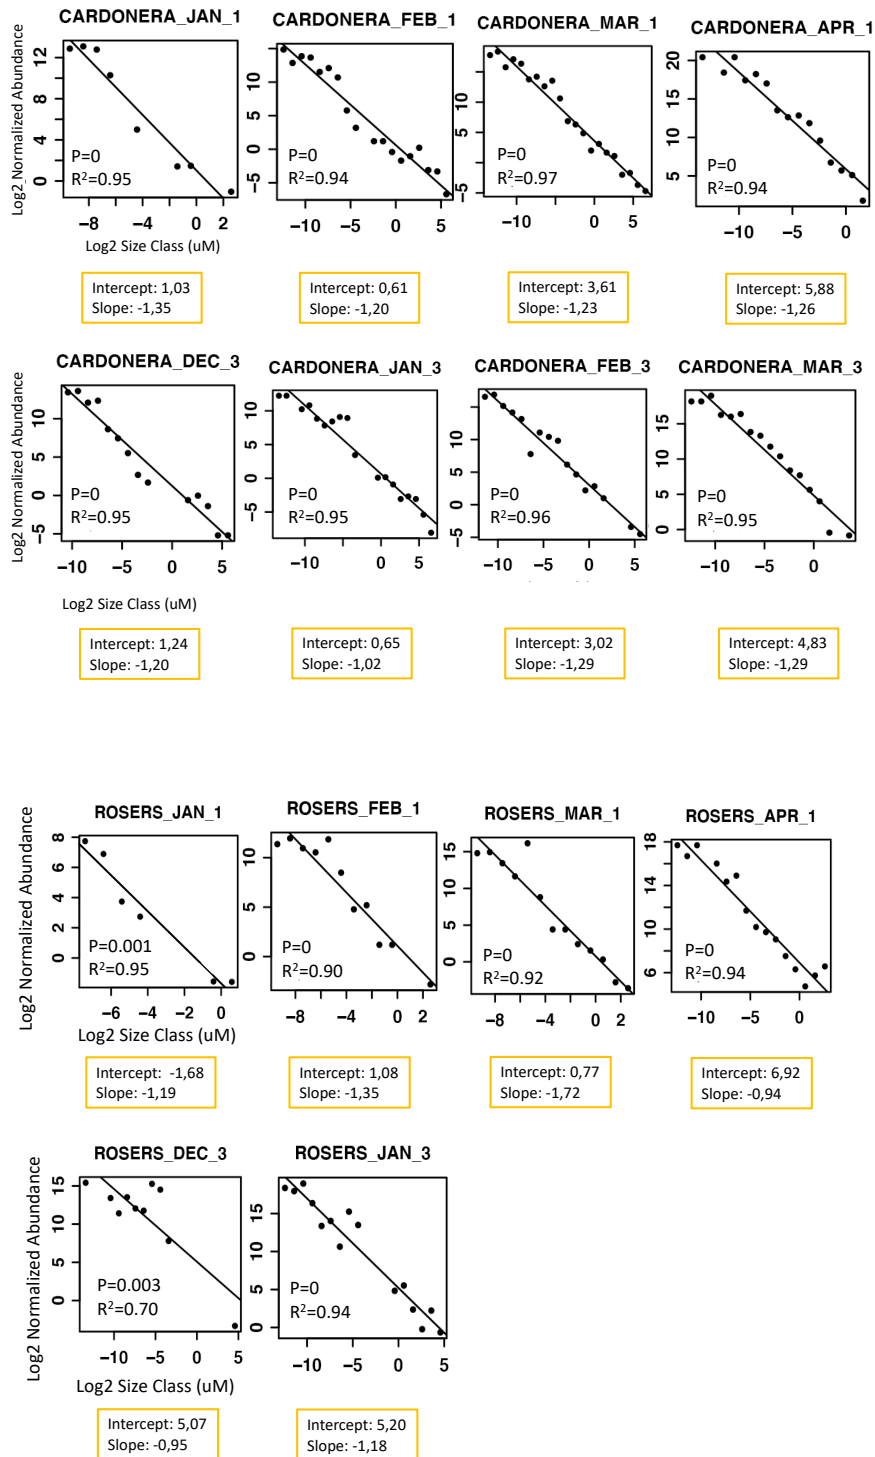 CARDONERA_JAN_1
CARDONERA_FEB_1
CARDONERA_MAR_1
CARDONERA_APR_1
Log2 Normalized Abundance
12
8
4
0
P=0
R²=0.95
−8
−4
0
2
Log2 Size Class (uM)
10
5
0
−5
P=0
R²=0.94
−10
−5
0
5
10
5
−5
P=0
R²=0.97
−10
−5
0
5
20
15
10
5
P=0
R²=0.94
−10
−5
0
Intercept: 1,03
Slope: -1,35
Intercept: 0,61
Slope: -1,20
Intercept: 3,61
Slope: -1,23
Intercept: 5,88
Slope: -1,26
CARDONERA_DEC_3
CARDONERA_JAN_3
CARDONERA_FEB_3
CARDONERA_MAR_3
Log2 Normalized Abundance
10
5
0
−5
P=0
R²=0.95
−10
−5
0
5
Log2 Size Class (uM)
10
5
0
−5
P=0
R²=0.95
−10
−5
0
5
10
5
0
−5
P=0
R²=0.96
−10
−5
0
5
15
10
5
0
P=0
R²=0.95
−10
−5
0
Intercept: 1,24
Slope: -1,20
Intercept: 0,65
Slope: -1,02
Intercept: 3,02
Slope: -1,29
Intercept: 4,83
Slope: -1,29
ROSERS_JAN_1
ROSERS_FEB_1
ROSERS_MAR_1
ROSERS_APR_1
Log2 Normalized Abundance
8
6
4
2
0
P=0.001
R²=0.95
−6
−4
−2
0
Log2 Size Class (uM)
10
5
0
P=0
R²=0.90
−8
−4
0
2
15
10
5
0
P=0
R²=0.92
−8
−4
0
2
18
14
10
6
P=0
R²=0.94
−10
−5
0
Intercept: -1,68
Slope: -1,19
Intercept: 1,08
Slope: -1,35
Intercept: 0,77
Slope: -1,72
Intercept: 6,92
Slope: -0,94
ROSERS_DEC_3
ROSERS_JAN_3
Log2 Normalized Abundance
15
10
5
0
P=0.003
R²=0.70
−10
−5
0
5
Log2 Size Class (uM)
15
10
5
0
P=0
R²=0.94
−10
−5
0
5
Intercept: 5,07
Slope: -0,95
Intercept: 5,20
Slope: -1,18